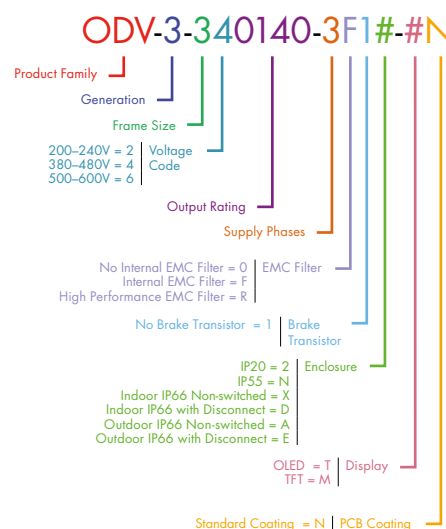 ODV-3-340140-3F1#-#N
Product Family
Generation
Frame Size
200–240V = 2 Voltage
380–480V = 4 Code
500–600V = 6
Output Rating
Supply Phases
No Internal EMC Filter = 0 EMC Filter
Internal EMC Filter = F
High Performance EMC Filter = R
No Brake Transistor = 1 Brake
Transistor
IP20 = 2 Enclosure
IP55 = N
Indoor IP66 Non-switched = X
Indoor IP66 with Disconnect = D
Outdoor IP66 Non-switched = A
Outdoor IP66 with Disconnect = E
OLED = T Display
TFT = M
Standard Coating = N PCB Coating